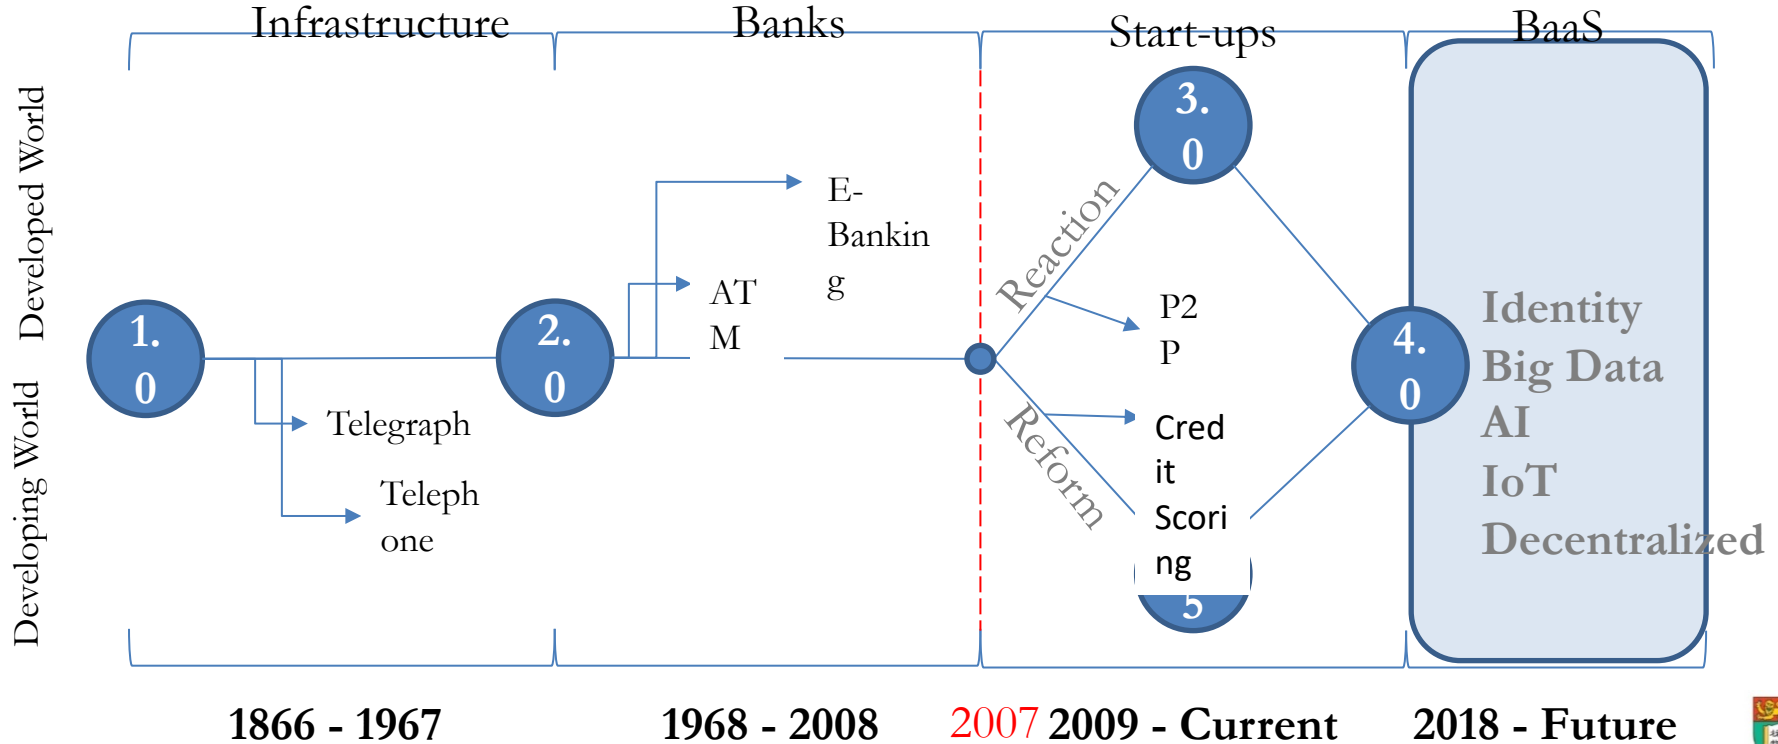 Infrastructure
Banks
Start-ups
BaaS
Developed World
Developing World
1.
0
2.
0
3.
0
4.
0
5
E-
Bankin
g
AT
M
Telegraph
Teleph
one
Reaction
Reform
P2
P
Cred
it
Scori
ng
Identity
Big Data
AI
IoT
Decentralized
1866 - 1967
1968 - 2008
2007
2009 - Current
2018 - Future